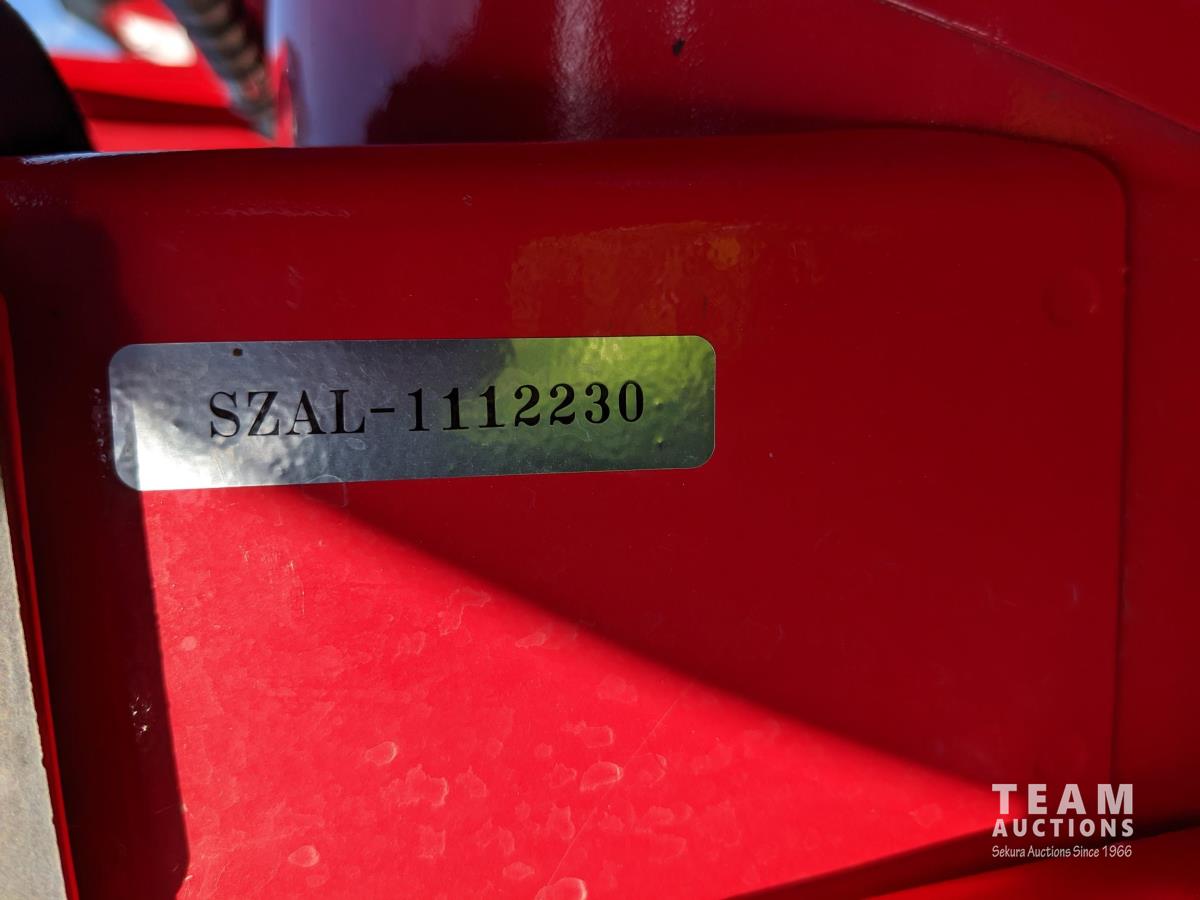 SZAL-1112230
TEAM
AUCTIONS
Sekura Auctions Since 1966